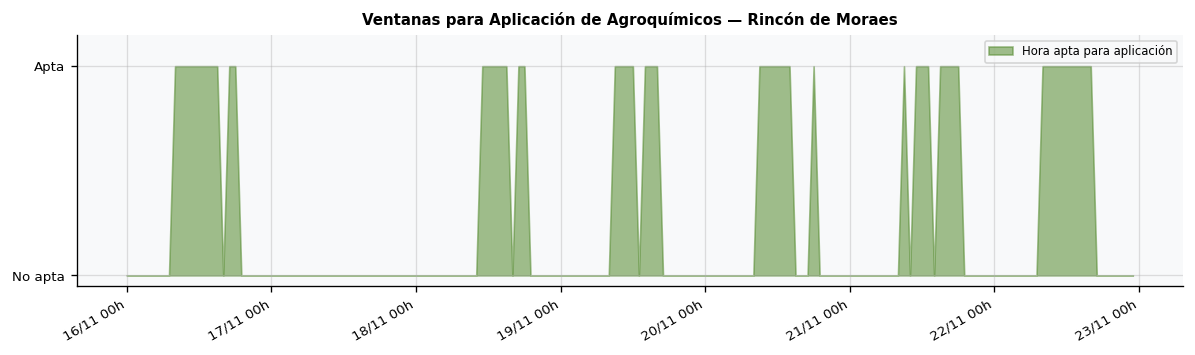 Ventanas para Aplicación de Agroquímicos — Rincón de Moraes
Hora apta para aplicación
Apta
No apta
16/11 00h
17/11 00h
18/11 00h
19/11 00h
20/11 00h
21/11 00h
22/11 00h
23/11 00h